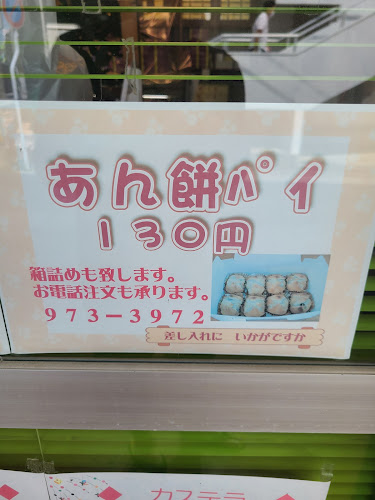 あん餅パイ
130円
箱詰めも致します。
お電話注文も承ります。
973-3972
差し入れに いかがですか
カステラ